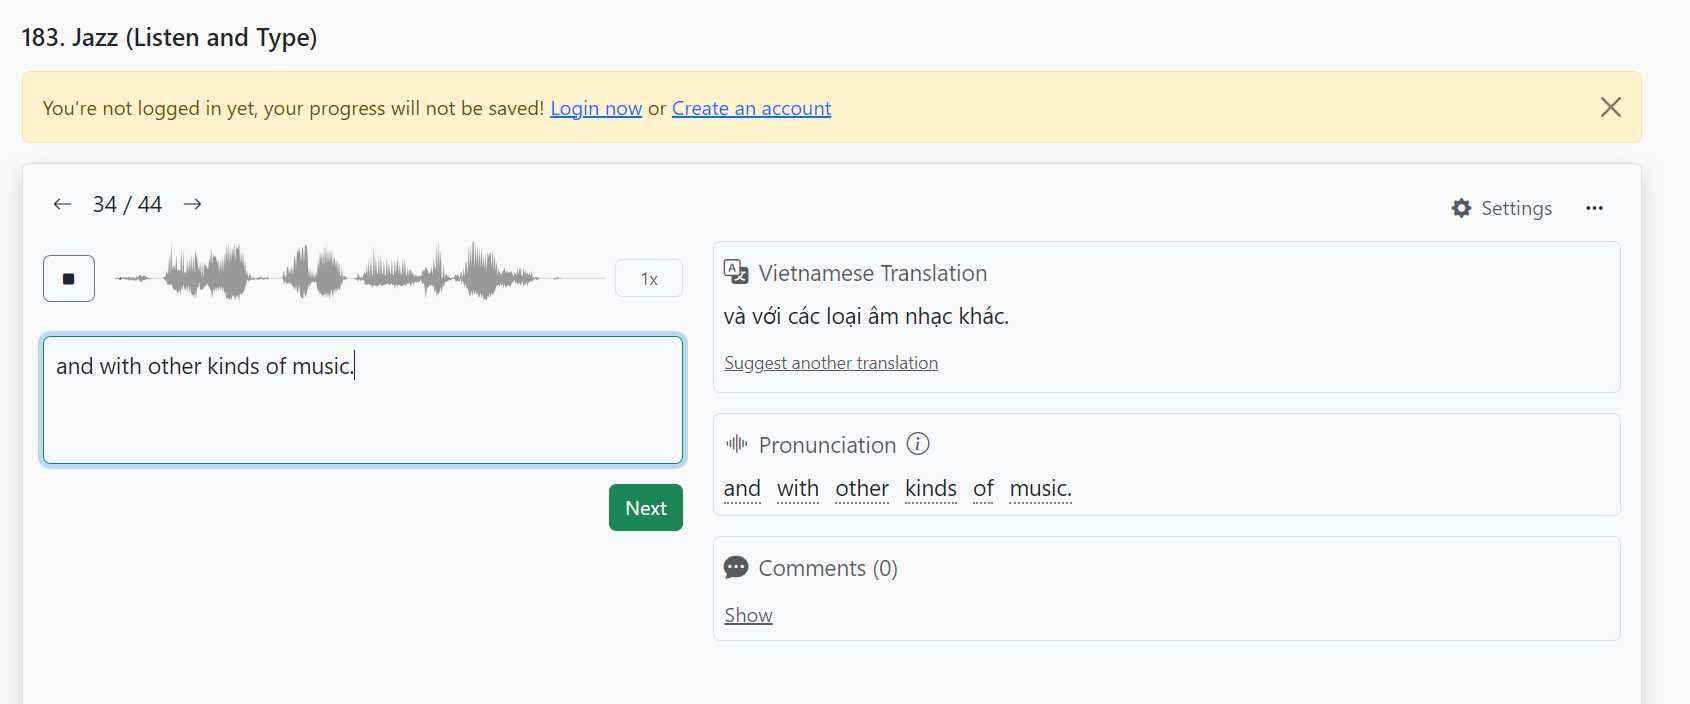 183. Jazz (Listen and Type)
You're not logged in yet, your progress will not be saved! Login now or Create an account
34 / 44
Settings
1x
and with other kinds of music.
Next
Vietnamese Translation
và với các loại âm nhạc khác.
Suggest another translation
Pronunciation
and with other kinds of music.
Comments (0)
Show